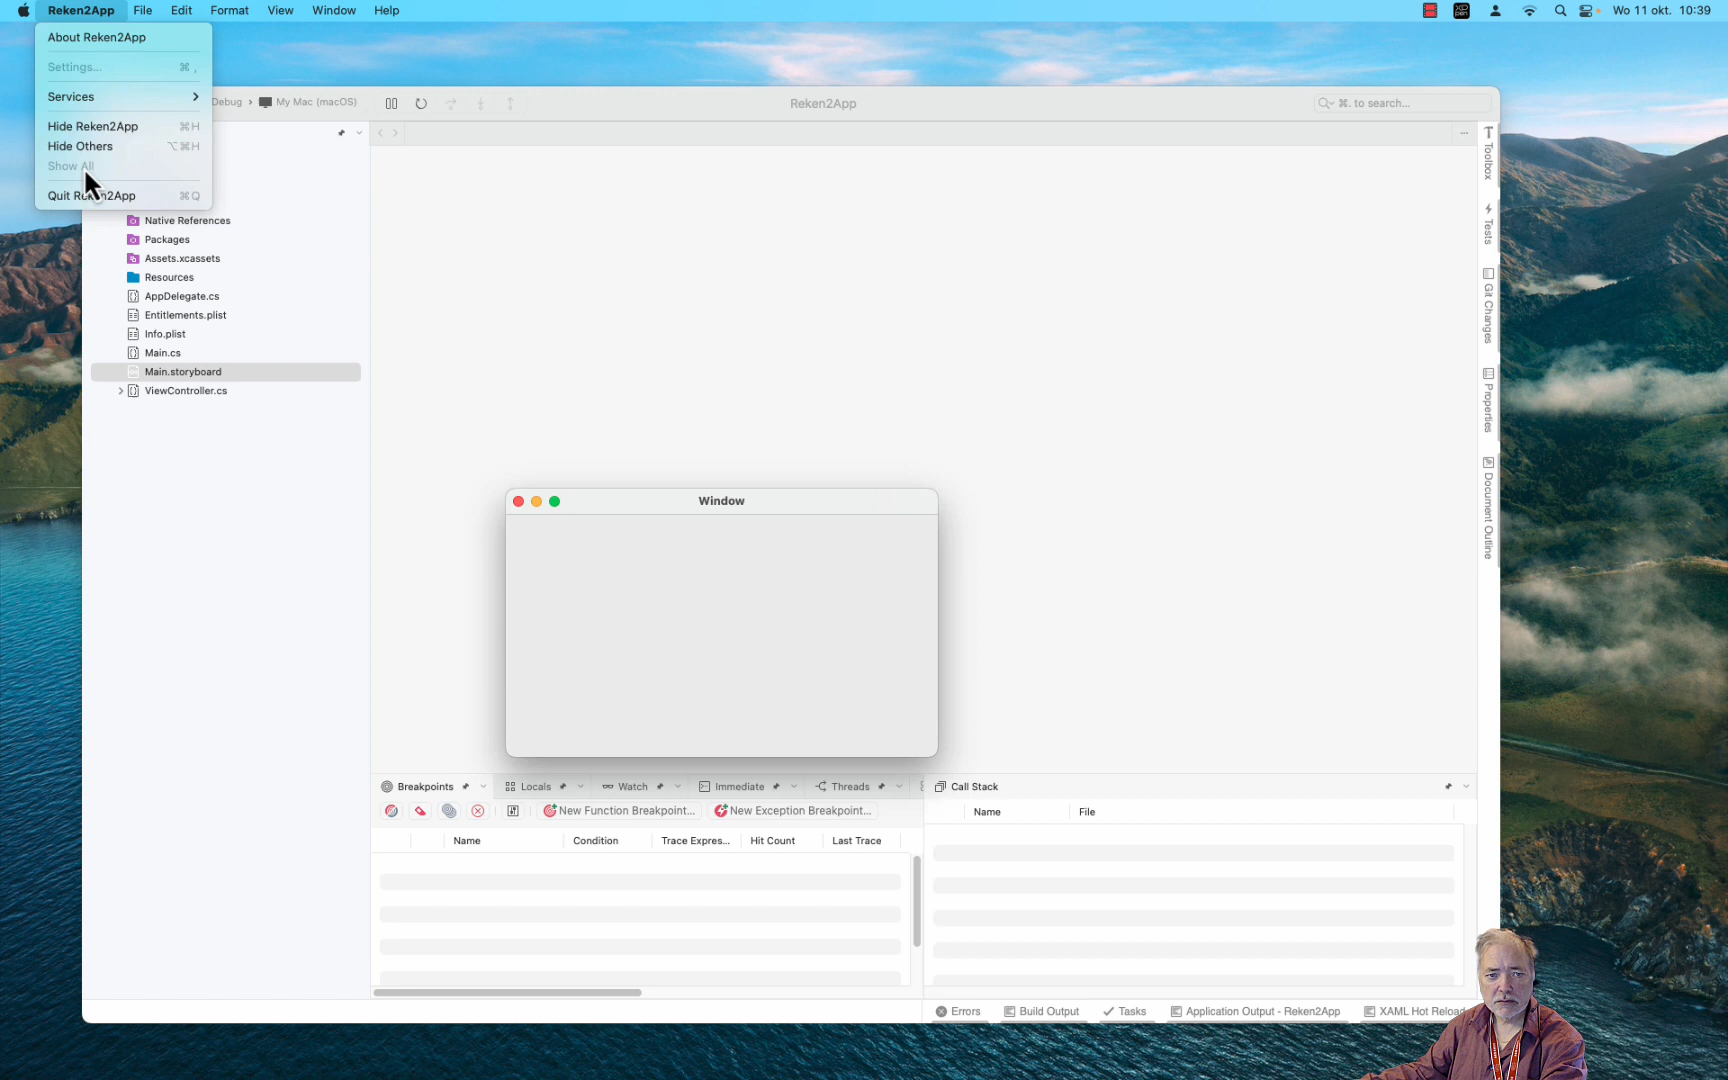 Reken2App File Edit Format View Window Help
XP pen Wo 11 okt. 10:39
About Reken2App
Settings... ⌘ ,
Services
Hide Reken2App ⌘H
Hide Others ⌥⌘H
Show All
Quit Reken2App ⌘Q
Debug › My Mac (macOS)
Reken2App
⌘. to search...
Native References
Packages
Assets.xcassets
Resources
AppDelegate.cs
Entitlements.plist
Info.plist
Main.cs
Main.storyboard
ViewController.cs
Window
Toolbox
Tests
Git Changes
Properties
Document Outline
Breakpoints Locals Watch Immediate Threads
New Function Breakpoint... New Exception Breakpoint...
Name Condition Trace Expres... Hit Count Last Trace
Call Stack
Name File
Errors Build Output Tasks Application Output - Reken2App XAML Hot Reload